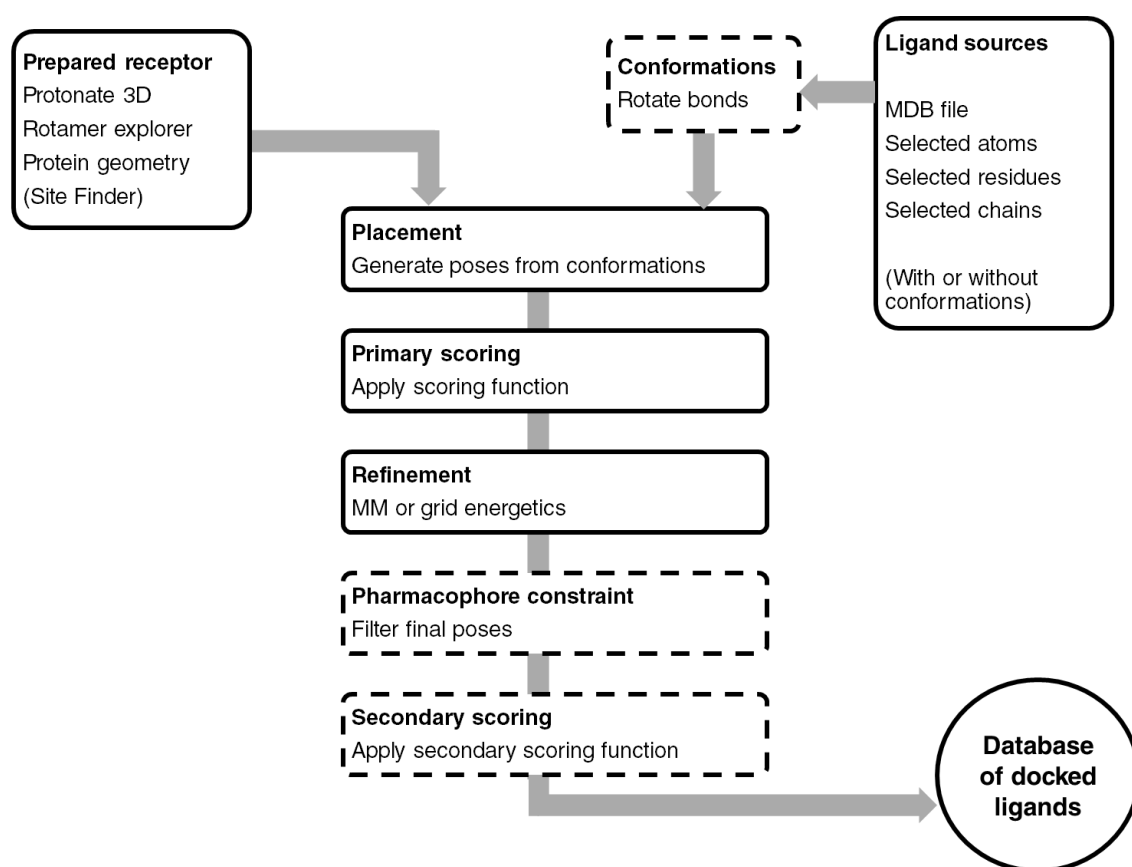 Prepared receptor
Protonate 3D
Rotamer explorer
Protein geometry
(Site Finder)
Conformations
Rotate bonds
Ligand sources
MDB file
Selected atoms
Selected residues
Selected chains
(With or without
conformations)
Placement
Generate poses from conformations
Primary scoring
Apply scoring function
Refinement
MM or grid energetics
Pharmacophore constraint
Filter final poses
Secondary scoring
Apply secondary scoring function
Database
of docked
ligands